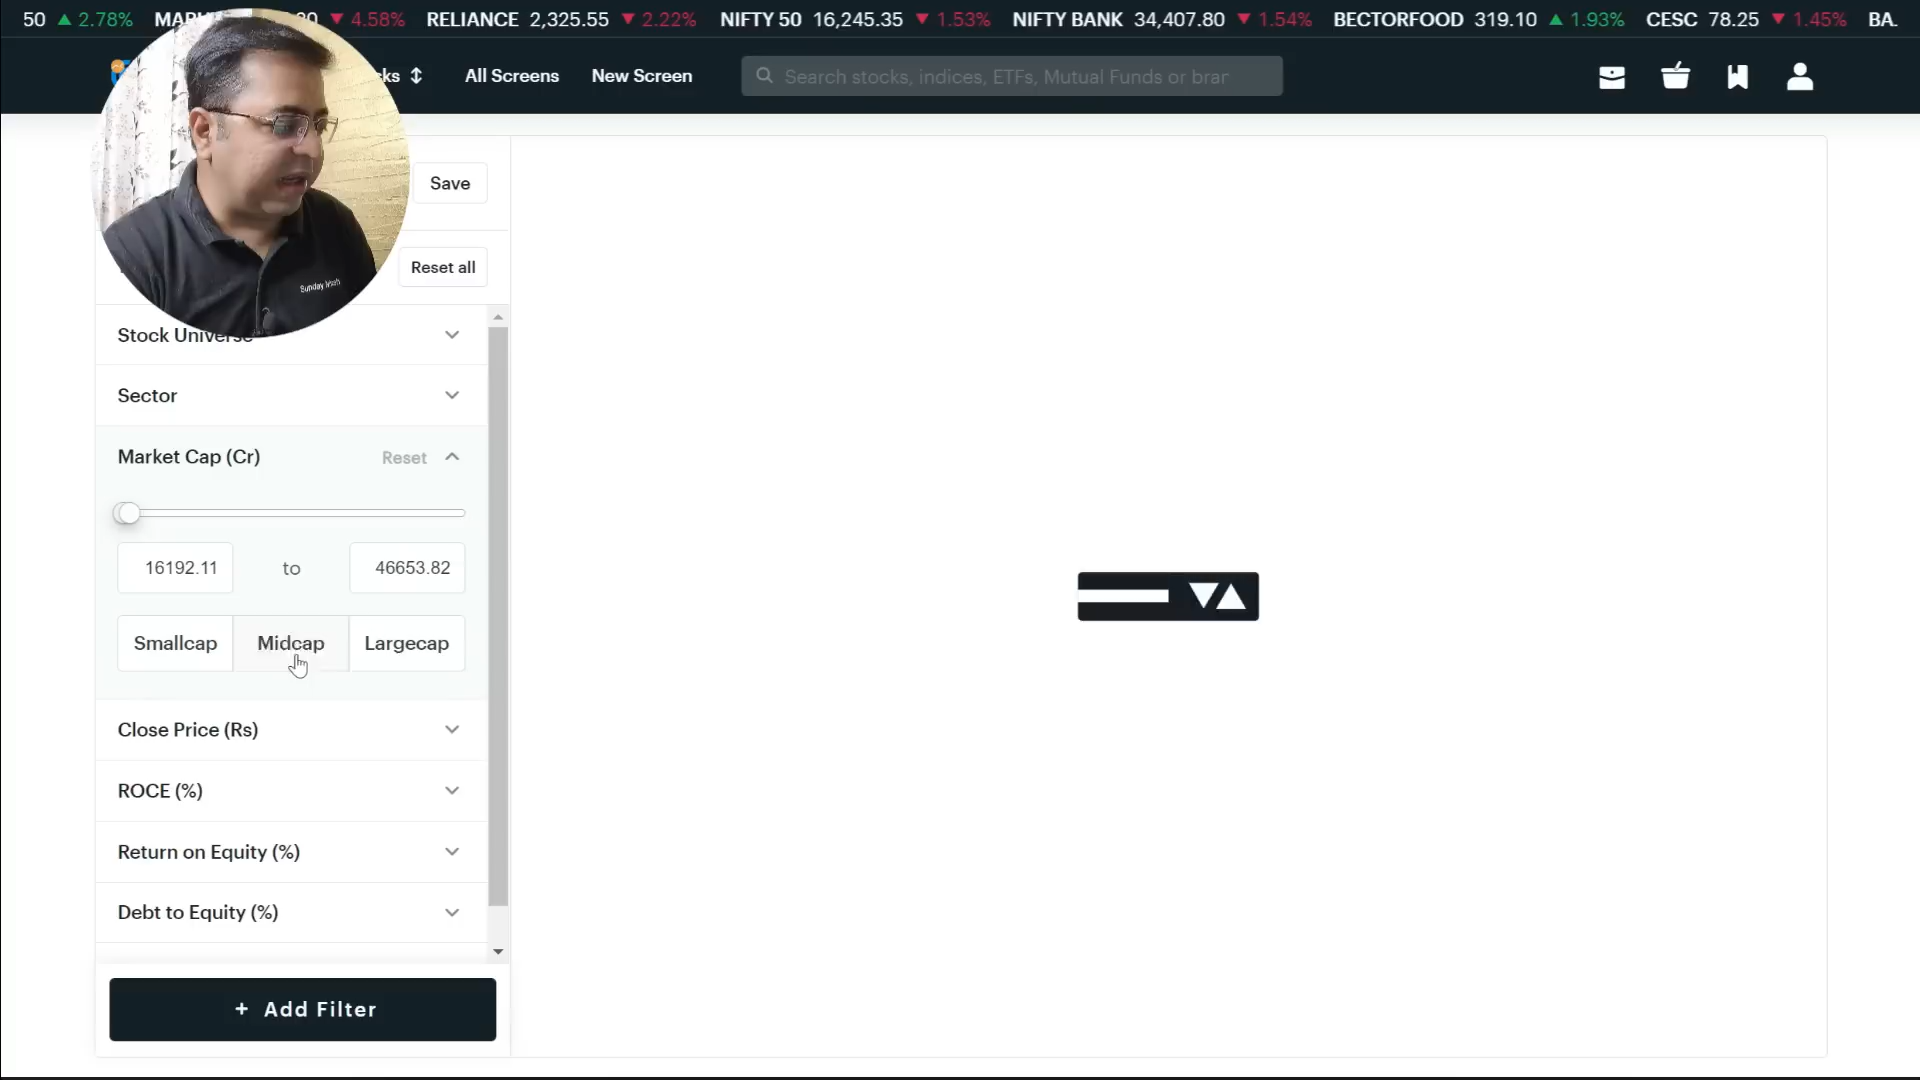 50 ▲ 2.78% MAR 20 ▼ 4.58% RELIANCE 2,325.55 ▼ 2.22% NIFTY 50 16,245.35 ▼ 1.53% NIFTY BANK 34,407.80 ▼ 1.54% BECTORFOOD 319.10 ▲ 1.93% CESC 78.25 ▼ 1.45% BA
cks All Screens New Screen Search stocks, indices, ETFs, Mutual Funds or brar
Save
Reset all
Sunday
Stock Universe
Sector
Market Cap (Cr) Reset
16192.11 to 46653.82
Smallcap Midcap Largecap
Close Price (Rs)
ROCE (%)
Return on Equity (%)
Debt to Equity (%)
+ Add Filter